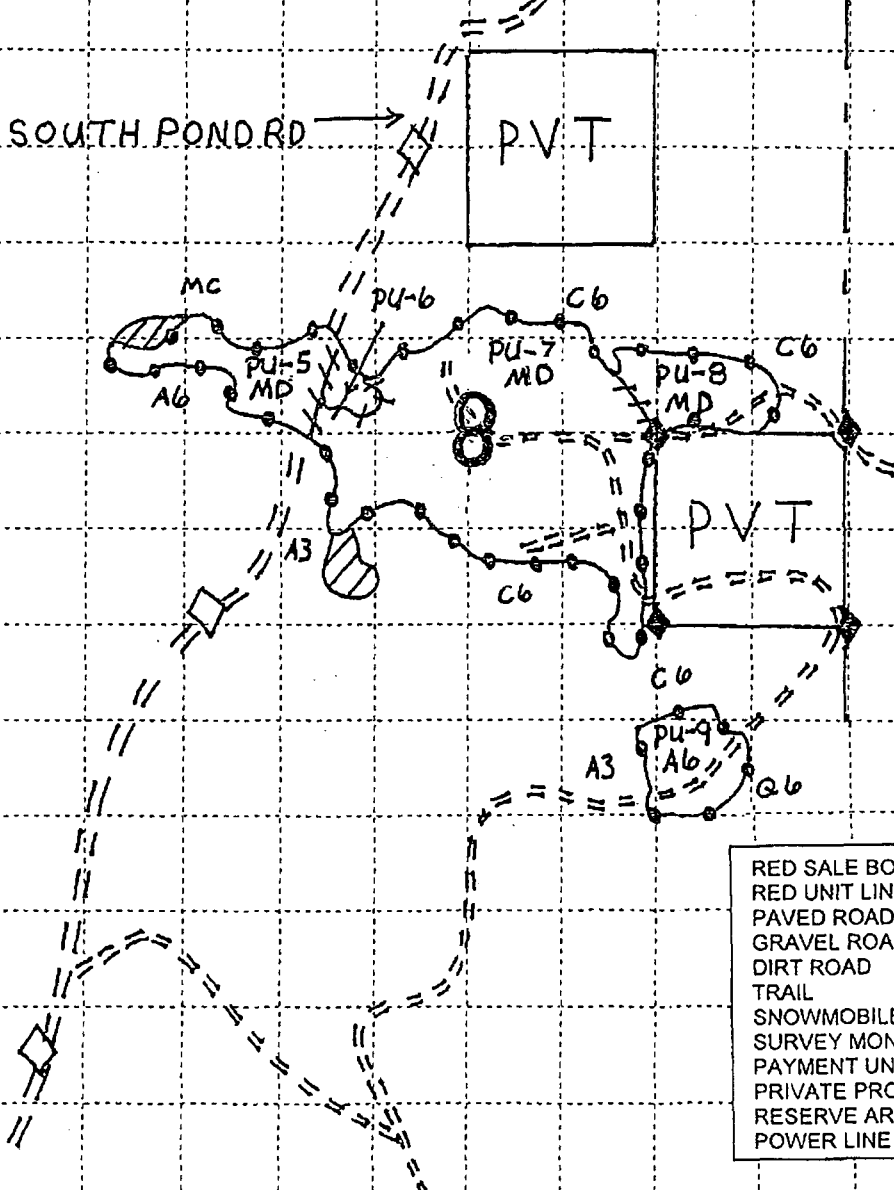 SOUTH POND RD
PVT
MC
PU-6
C6
PU-7
MD
C6
PU-5
MD
PU-8
MD
A6
PVT
A3
C6
C6
PU-9
A6
A3
Q6
RED SALE BO
RED UNIT LIN
PAVED ROAD
GRAVEL ROA
DIRT ROAD
TRAIL
SNOWMOBILE
SURVEY MON
PAYMENT UN
PRIVATE PRO
RESERVE AR
POWER LINE